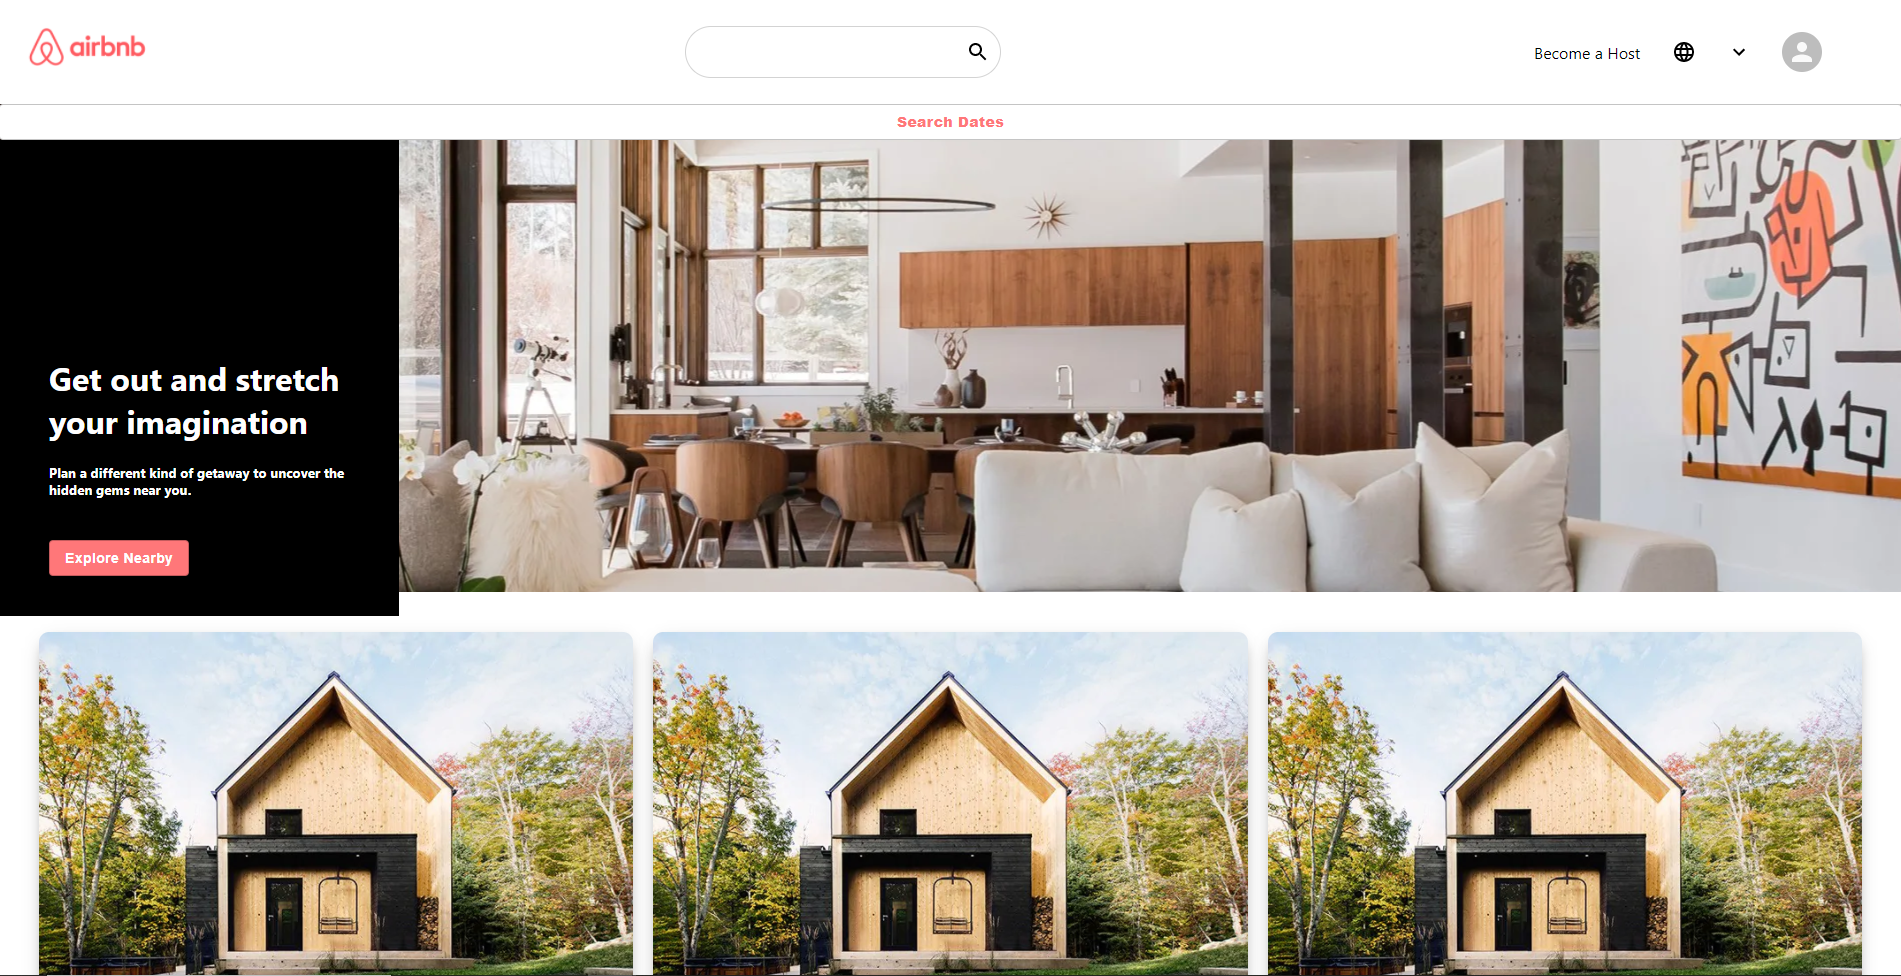 airbnb
Become a Host
Search Dates
Get out and stretch
your imagination
Plan a different kind of getaway to uncover the
hidden gems near you.
Explore Nearby